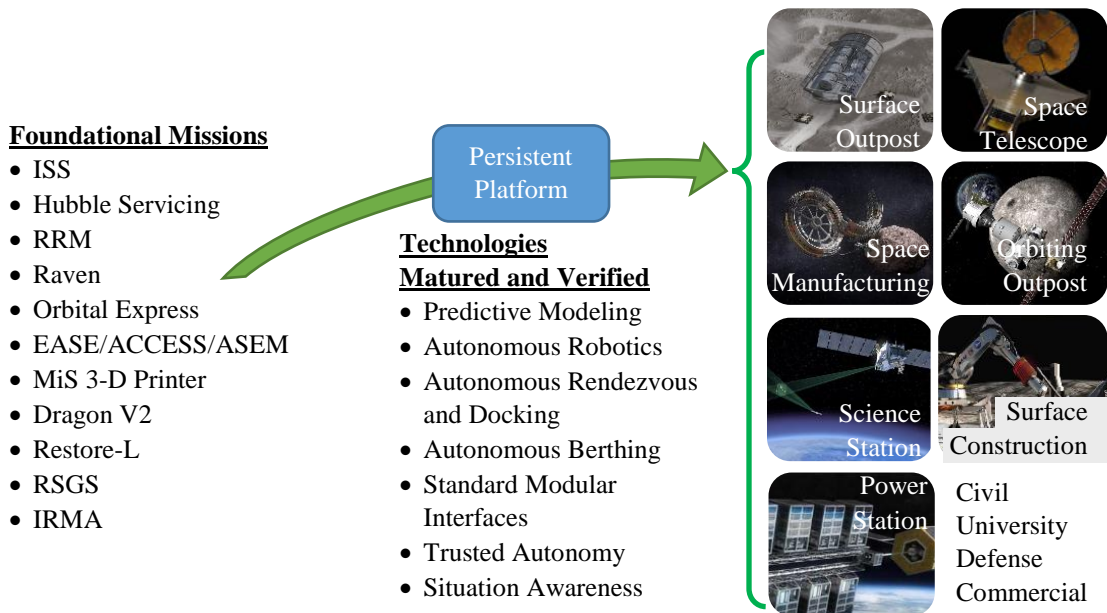 Foundational Missions
• ISS
• Hubble Servicing
• RRM
• Raven
• Orbital Express
• EASE/ACCESS/ASEM
• MiS 3-D Printer
• Dragon V2
• Restore-L
• RSGS
• IRMA
Persistent
Platform
Technologies
Matured and Verified
• Predictive Modeling
• Autonomous Robotics
• Autonomous Rendezvous
and Docking
• Autonomous Berthing
• Standard Modular
Interfaces
• Trusted Autonomy
• Situation Awareness
Surface
Outpost
Space
Telescope
Space
Manufacturing
Orbiting
Outpost
Science
Station
Surface
Construction
Power
Station
Civil
University
Defense
Commercial